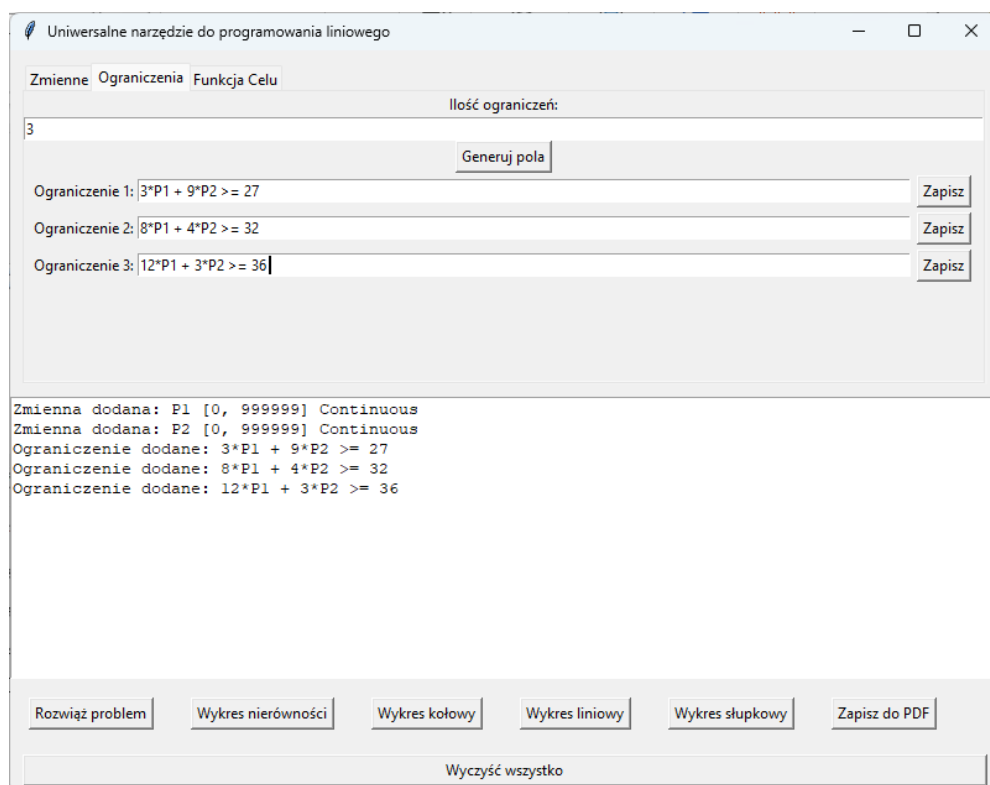 Uniwersalne narzędzie do programowania liniowego
Zmienne Ograniczenia Funkcja Celu
Ilość ograniczeń:
3
Generuj pola
Ograniczenie 1: 3*P1 + 9*P2 >= 27 Zapisz
Ograniczenie 2: 8*P1 + 4*P2 >= 32 Zapisz
Ograniczenie 3: 12*P1 + 3*P2 >= 36 Zapisz
Zmienna dodana: P1 [0, 999999] Continuous
Zmienna dodana: P2 [0, 999999] Continuous
Ograniczenie dodane: 3*P1 + 9*P2 >= 27
Ograniczenie dodane: 8*P1 + 4*P2 >= 32
Ograniczenie dodane: 12*P1 + 3*P2 >= 36
Rozwiąż problem Wykres nierówności Wykres kołowy Wykres liniowy Wykres słupkowy Zapisz do PDF
Wyczyść wszystko